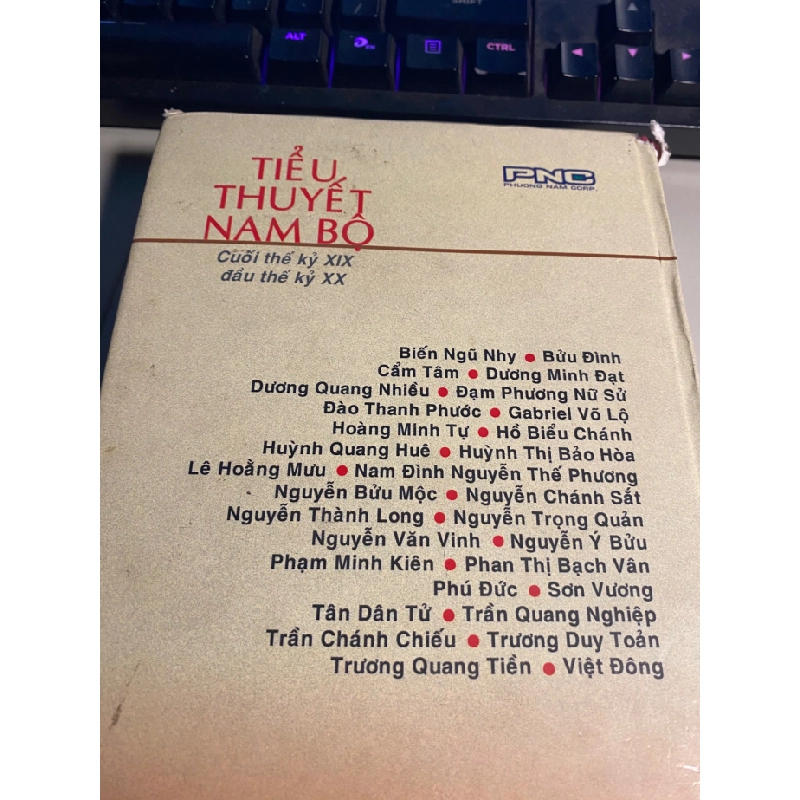 SHIFT
ALT
CTRL
TIỂU
THUYẾT
NAM BỘ
Cuối thế kỷ XIX
đầu thế kỷ XX
PNC
PHUONG NAM CORP.
Biến Ngũ Nhy ● Bửu Đình
Cẩm Tâm ● Dương Minh Đạt
Dương Quang Nhiều ● Đạm Phương Nữ Sử
Đào Thanh Phước ● Gabriel Võ Lộ
Hoàng Minh Tự ● Hồ Biểu Chánh
Huỳnh Quang Huê ● Huỳnh Thị Bảo Hòa
Lê Hoằng Mưu ● Nam Đình Nguyễn Thế Phương
Nguyễn Bửu Mộc ● Nguyễn Chánh Sắt
Nguyễn Thành Long ● Nguyễn Trọng Quản
Nguyễn Văn Vinh ● Nguyễn Ý Bửu
Phạm Minh Kiên ● Phan Thị Bạch Vân
Phú Đức ● Sơn Vương
Tân Dân Tử ● Trần Quang Nghiệp
Trần Chánh Chiếu ● Trương Duy Toản
Trương Quang Tiền ● Việt Đông